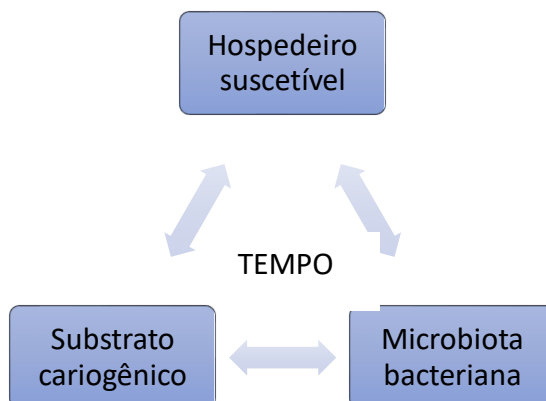 Hospedeiro
suscetível
TEMPO
Substrato
cariogênico
Microbiota
bacteriana